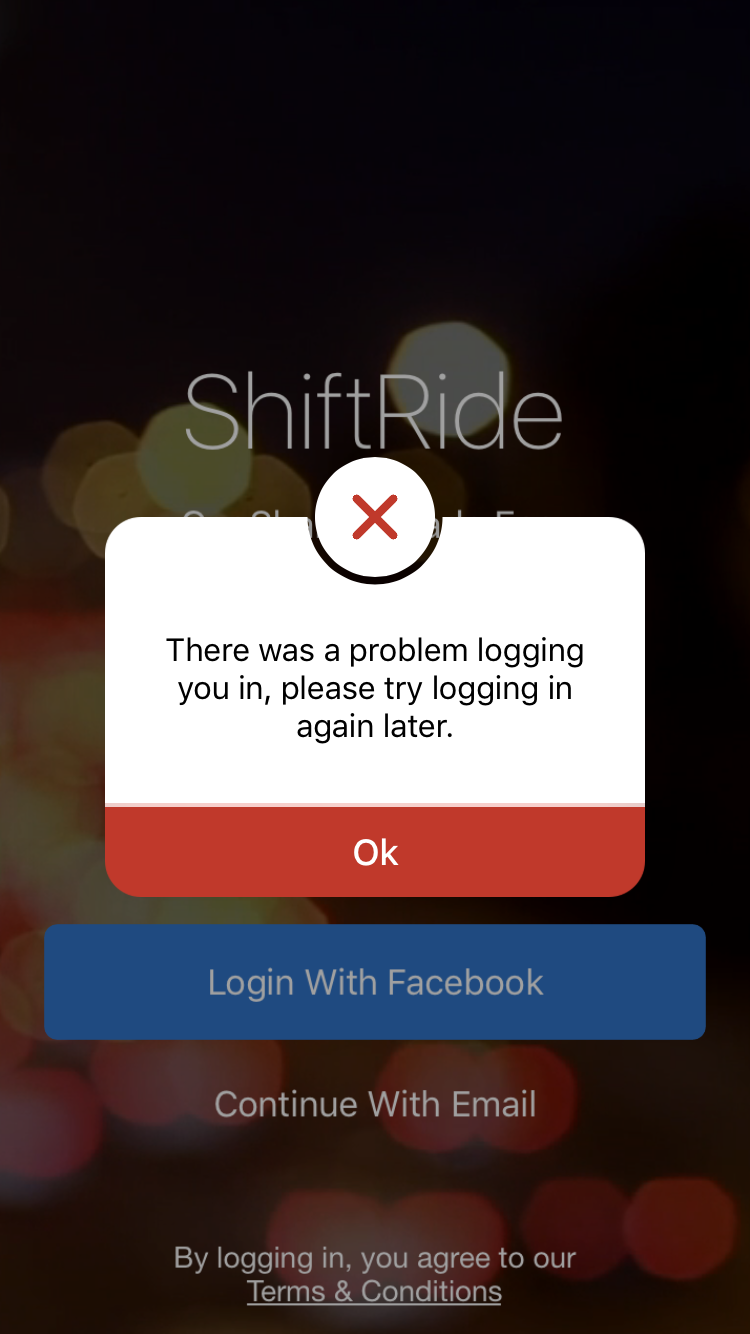 ShiftRide
There was a problem logging
you in, please try logging in
again later.
Ok
Login With Facebook
Continue With Email
By logging in, you agree to our
Terms & Conditions